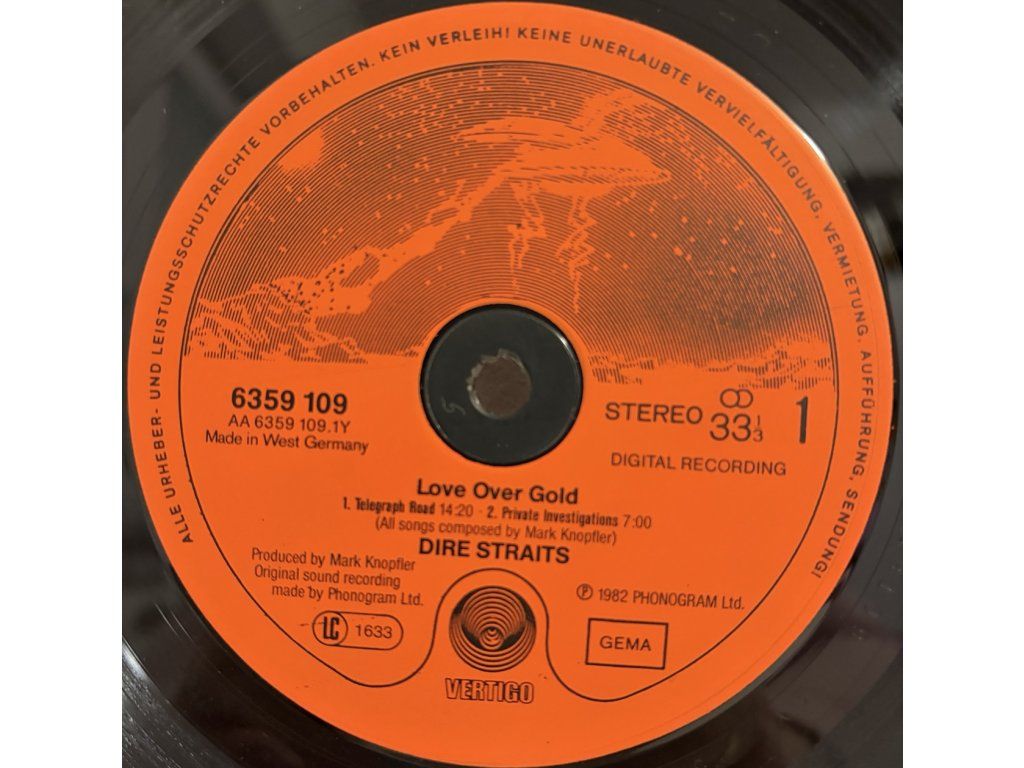 ALLE URHEBER- UND LEISTUNGSSCHUTZRECHTE VORBEHALTEN. KEIN VERLEIH! KEINE UNERLAUBTE VERVIELFÄLTIGUNG, VERMIETUNG, AUFFÜHRUNG, SENDUNG!
6359 109
AA 6359 109.1Y
Made in West Germany
STEREO 33 1/3 1
DIGITAL RECORDING
Love Over Gold
1. Telegraph Road 14:20 - 2. Private Investigations 7:00
(All songs composed by Mark Knopfler)
DIRE STRAITS
Produced by Mark Knopfler
Original sound recording
made by Phonogram Ltd.
LC 1633
℗ 1982 PHONOGRAM Ltd.
GEMA
VERTIGO